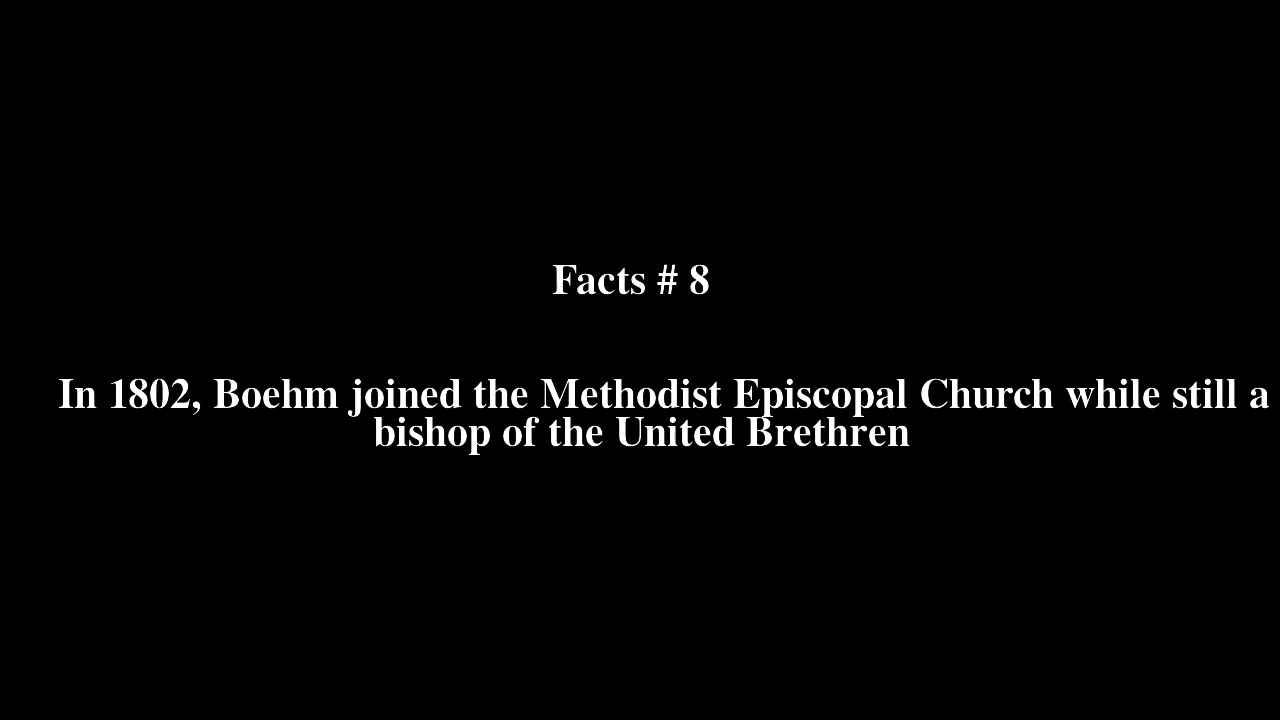 Facts # 8
In 1802, Boehm joined the Methodist Episcopal Church while still a
bishop of the United Brethren